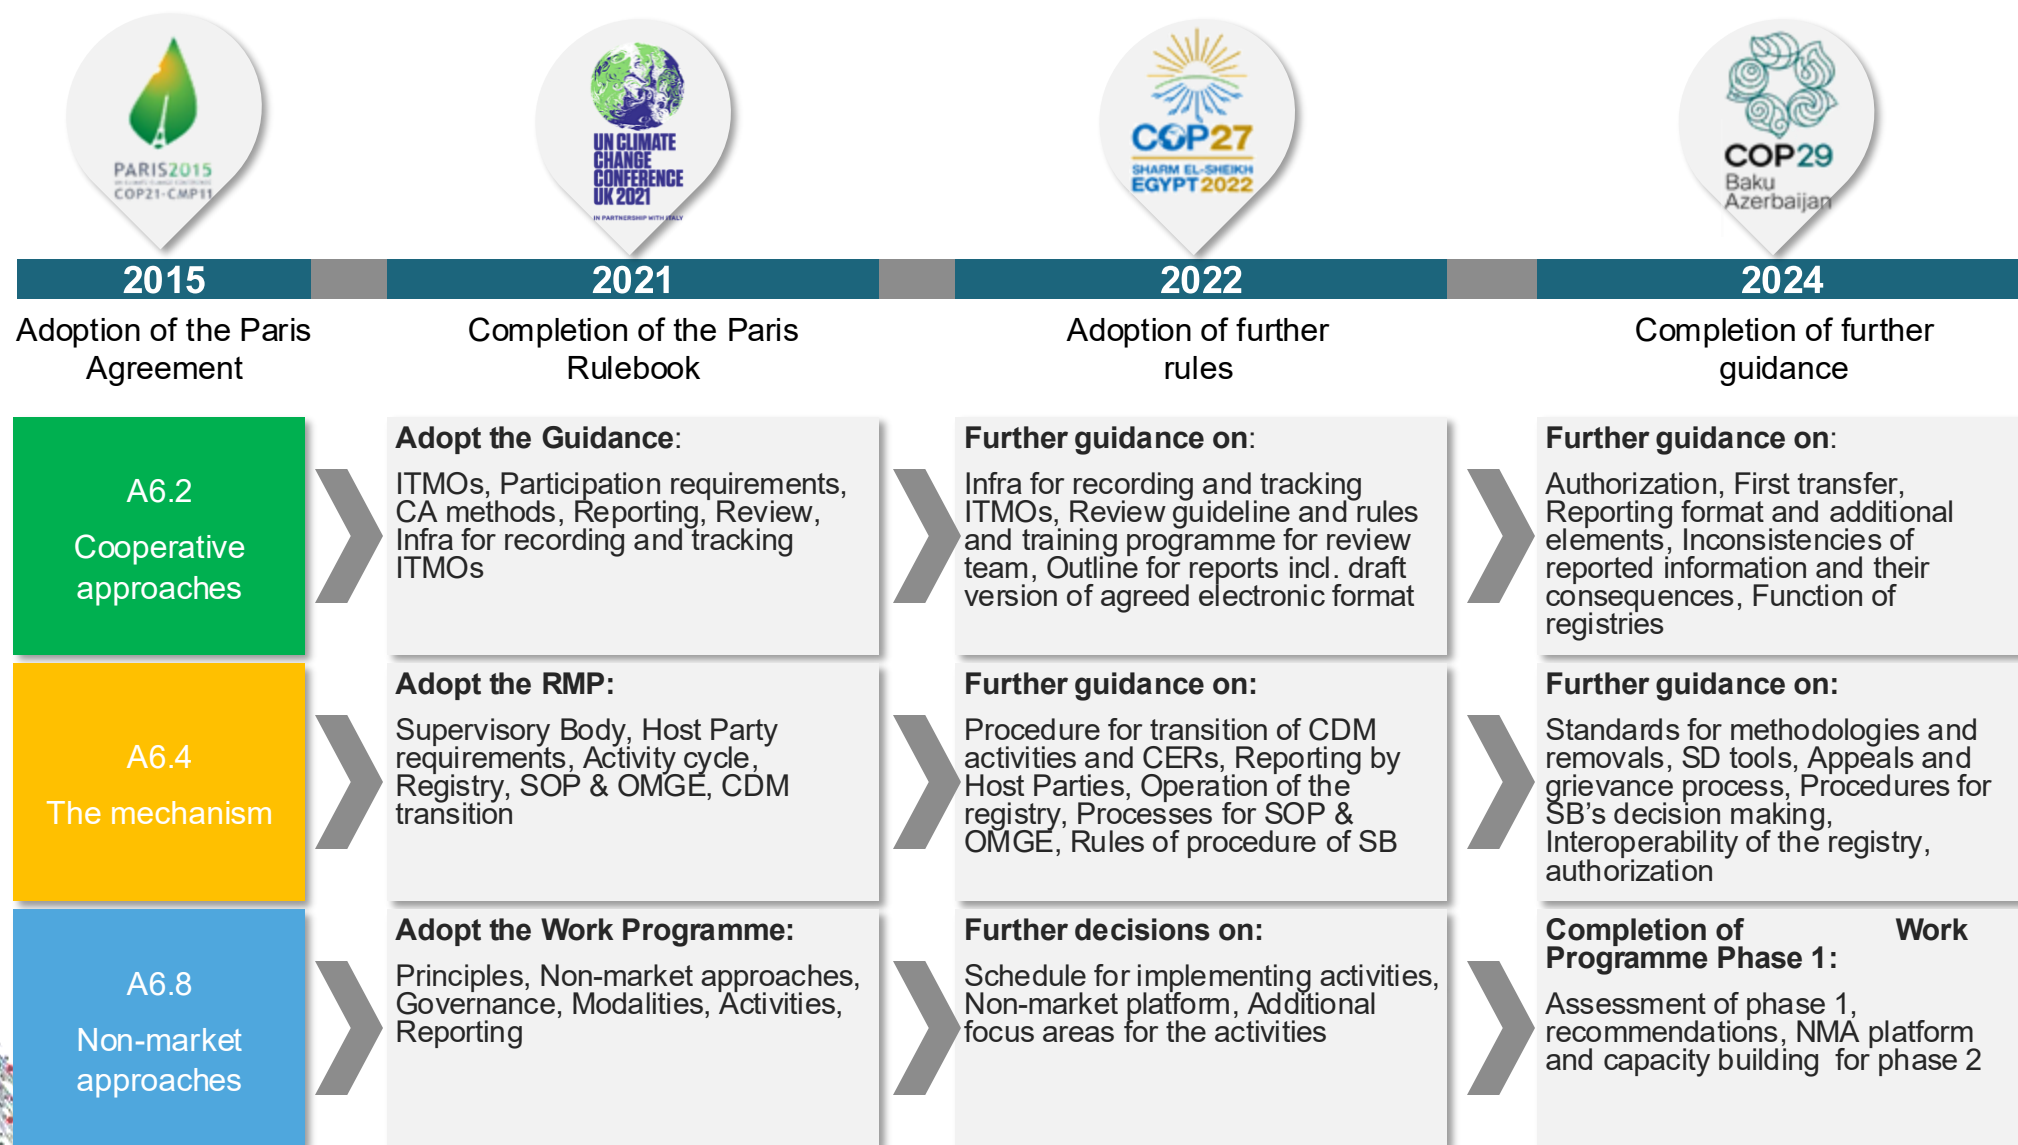 PARIS2015
UN CLIMATE CHANGE CONFERENCE
COP21-CMP11
UN CLIMATE
CHANGE
CONFERENCE
UK 2021
IN PARTNERSHIP WITH ITALY
COP27
SHARM EL-SHEIKH
EGYPT 2022
COP29
Baku
Azerbaijan
2015
2021
2022
2024
Adoption of the Paris
Agreement
Completion of the Paris
Rulebook
Adoption of further
rules
Completion of further
guidance
A6.2
Cooperative
approaches
Adopt the Guidance:
ITMOs, Participation requirements,
CA methods, Reporting, Review,
Infra for recording and tracking
ITMOs
Further guidance on:
Infra for recording and tracking
ITMOs, Review guideline and rules
and training programme for review
team, Outline for reports incl. draft
version of agreed electronic format
Further guidance on:
Authorization, First transfer,
Reporting format and additional
elements, Inconsistencies of
reported information and their
consequences, Function of
registries
A6.4
The mechanism
Adopt the RMP:
Supervisory Body, Host Party
requirements, Activity cycle,
Registry, SOP & OMGE, CDM
transition
Further guidance on:
Procedure for transition of CDM
activities and CERs, Reporting by
Host Parties, Operation of the
registry, Processes for SOP &
OMGE, Rules of procedure of SB
Further guidance on:
Standards for methodologies and
removals, SD tools, Appeals and
grievance process, Procedures for
SB's decision making,
Interoperability of the registry,
authorization
A6.8
Non-market
approaches
Adopt the Work Programme:
Principles, Non-market approaches,
Governance, Modalities, Activities,
Reporting
Further decisions on:
Schedule for implementing activities,
Non-market platform, Additional
focus areas for the activities
Completion of Work
Programme Phase 1:
Assessment of phase 1,
recommendations, NMA platform
and capacity building for phase 2